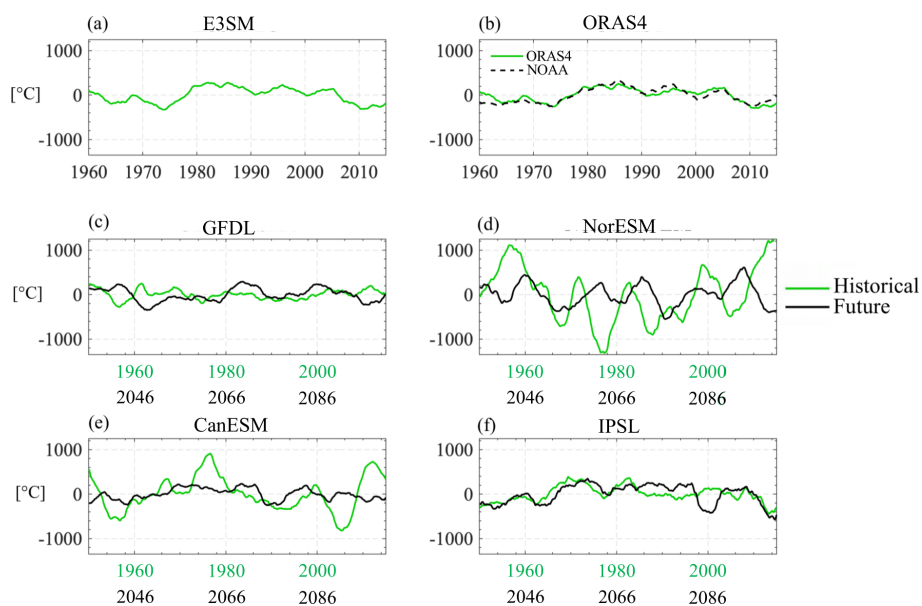 (a) E3SM
(b) ORAS4
1000
[°C] 0
-1000
1960 1970 1980 1990 2000 2010
1000
ORAS4
NOAA
0
-1000
1960 1970 1980 1990 2000 2010
(c) GFDL
(d) NorESM
1000
[°C] 0
-1000
1960 1980 2000
2046 2066 2086
1000
0
-1000
1960 1980 2000
2046 2066 2086
Historical
Future
(e) CanESM
(f) IPSL
1000
[°C] 0
-1000
1960 1980 2000
2046 2066 2086
1000
0
-1000
1960 1980 2000
2046 2066 2086